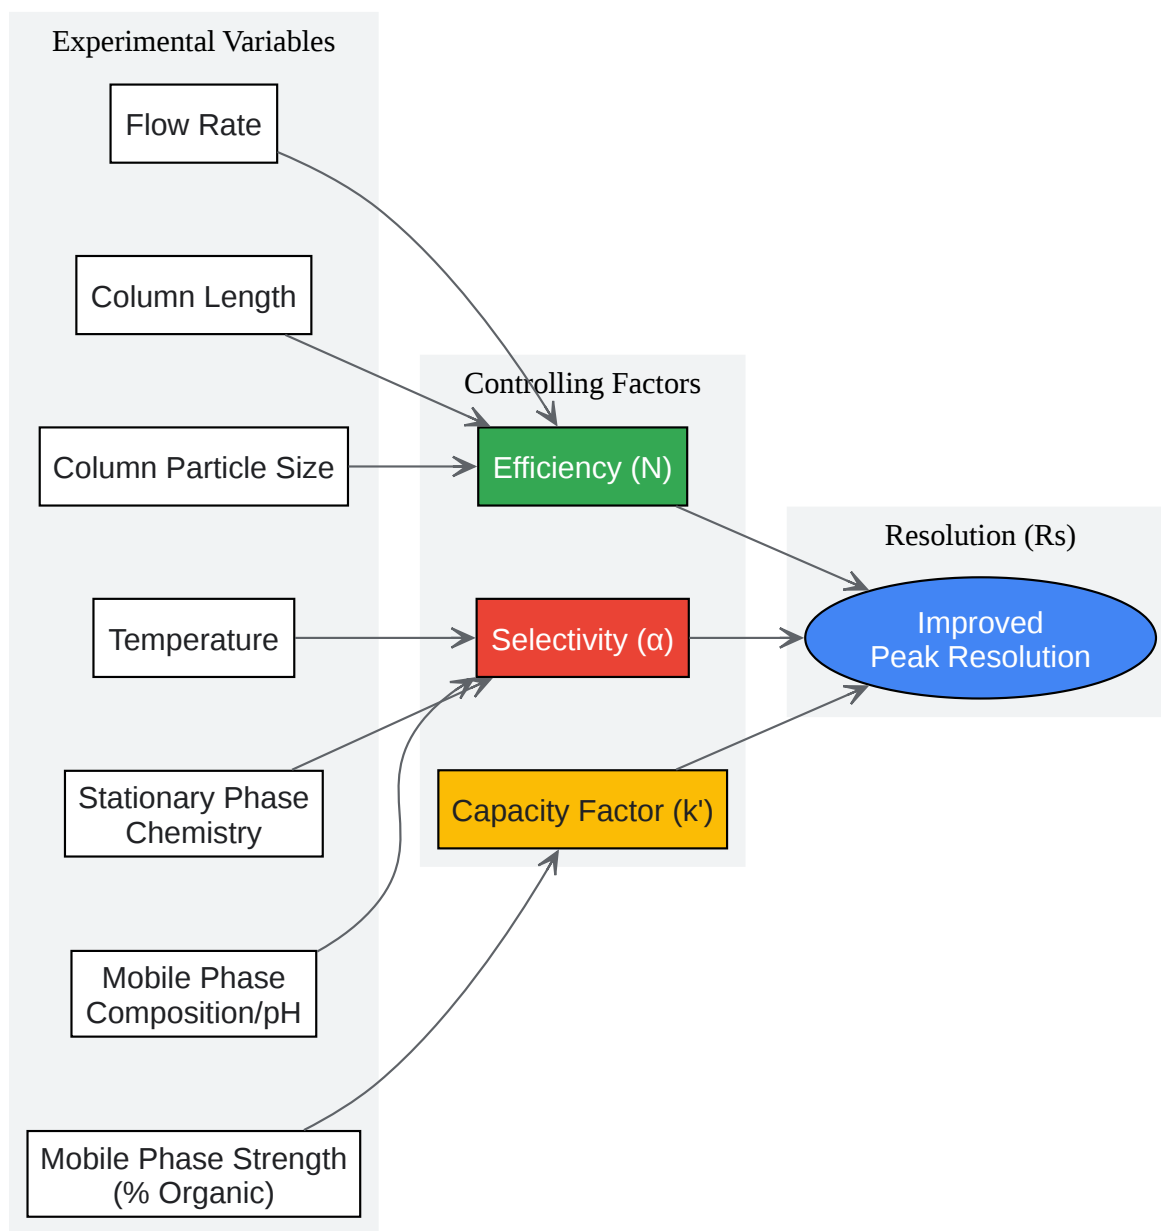 Experimental Variables
Flow Rate
Column Length
Column Particle Size
Temperature
Stationary Phase
Chemistry
Mobile Phase
Composition/pH
Mobile Phase Strength
(% Organic)
Controlling Factors
Efficiency (N)
Selectivity (α)
Capacity Factor (k')
Resolution (Rs)
Improved
Peak Resolution